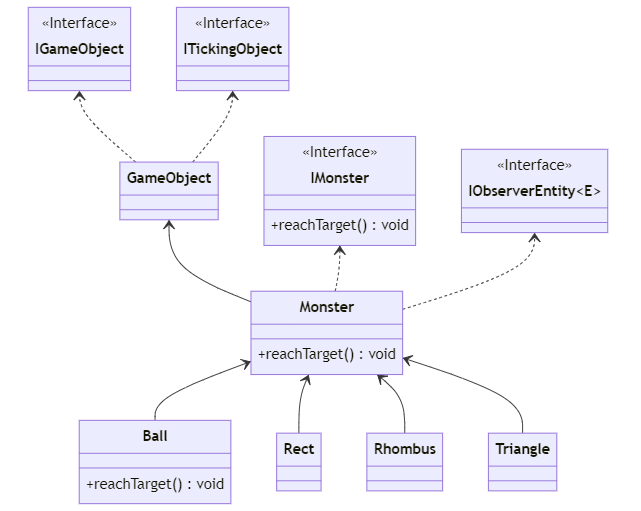 «Interface»
IGameObject
«Interface»
ITickingObject
GameObject
«Interface»
IMonster
+reachTarget() : void
«Interface»
IObserverEntity<E>
Monster
+reachTarget() : void
Ball
+reachTarget() : void
Rect
Rhombus
Triangle